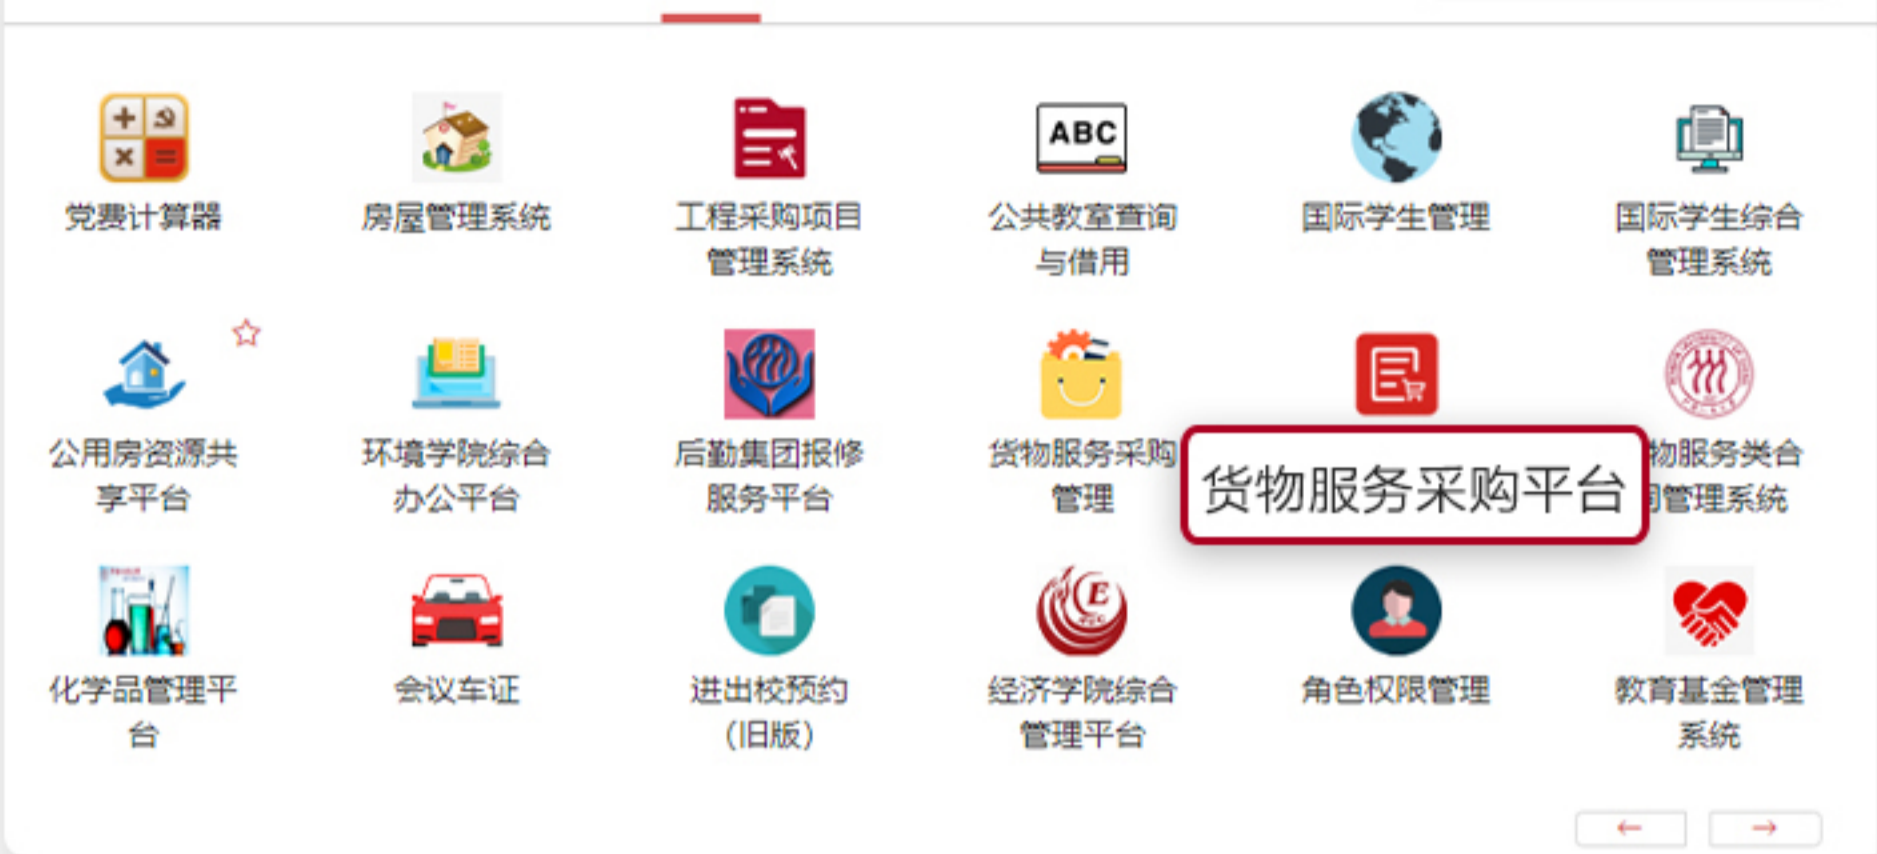 ABC
党费计算器
房屋管理系统
工程采购项目
管理系统
公共教室查询
与借用
国际学生管理
国际学生综合
管理系统
公用房资源共
享平台
环境学院综合
办公平台
后勤集团报修
服务平台
货物服务采购
管理
货物服务采购平台
物服务类合
管理系统
化学品管理平
台
会议车证
进出校预约
(旧版)
E
经济学院综合
管理平台
角色权限管理
教育基金管理
系统